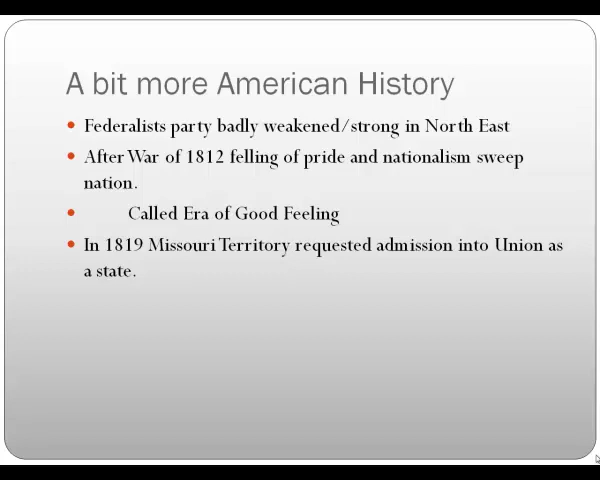 A bit more American History
• Federalists party badly weakened/strong in North East
• After War of 1812 felling of pride and nationalism sweep
nation.
• Called Era of Good Feeling
• In 1819 Missouri Territory requested admission into Union as
a state.